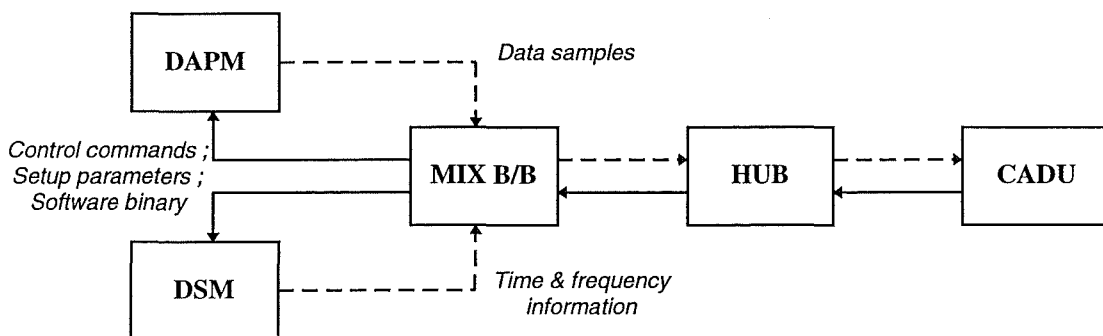 DAPM
Data samples
Control commands ;
Setup parameters ;
Software binary
MIX B/B
HUB
CADU
DSM
Time & frequency
information